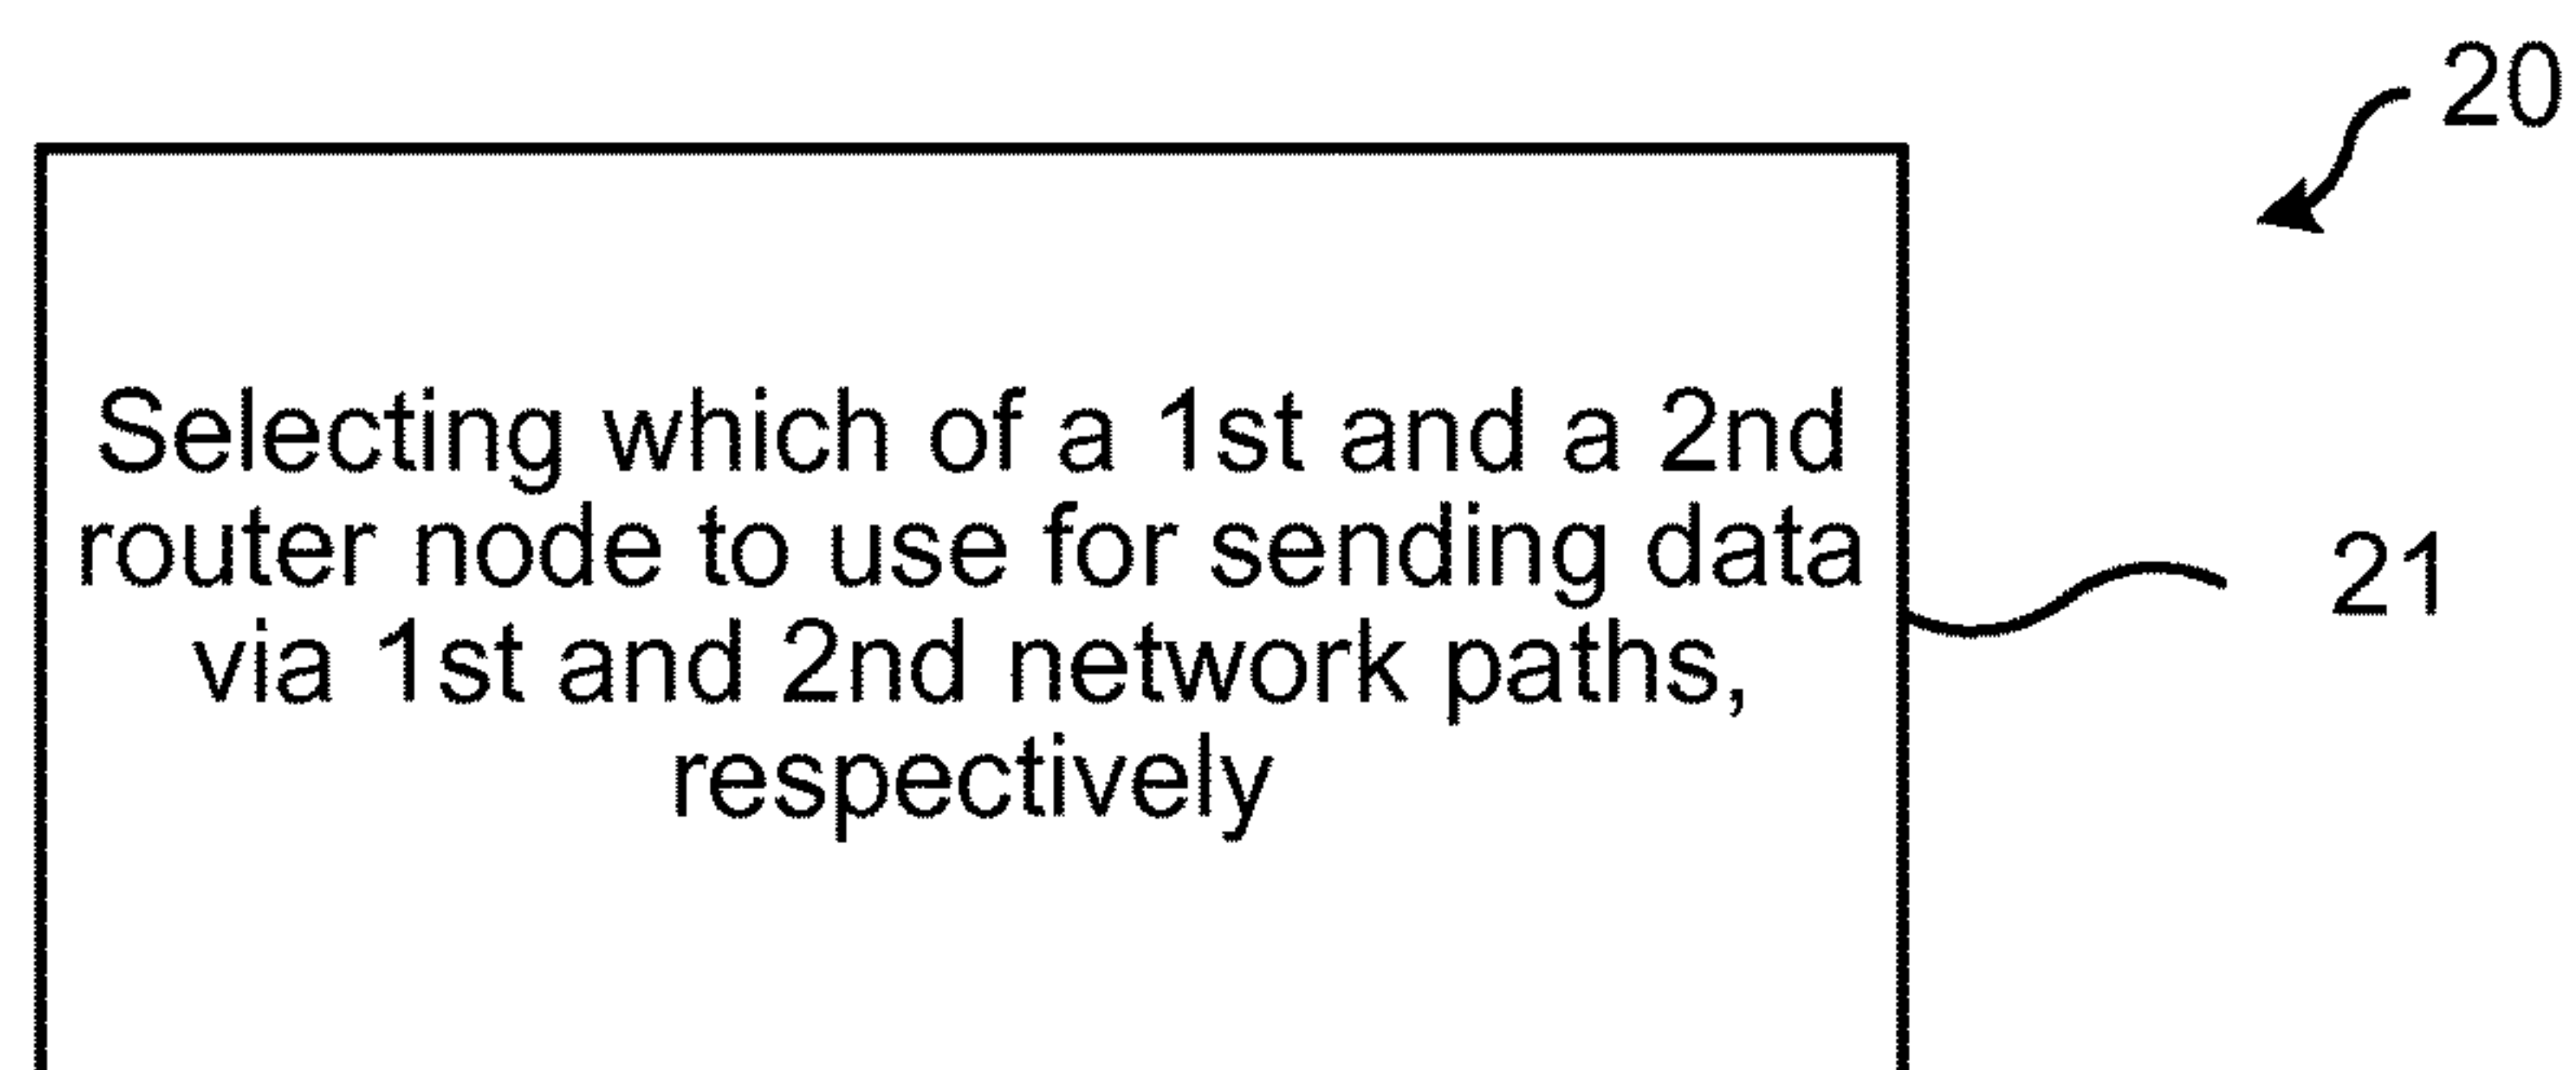 20
Selecting which of a 1st and a 2nd
router node to use for sending data
via 1st and 2nd network paths,
respectively
21